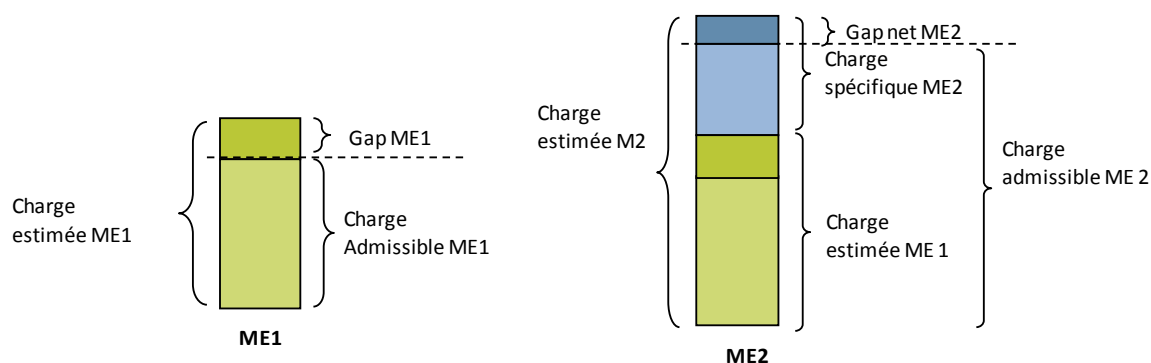 Gap ME1
Charge
estimée ME1
Charge
Admissible ME1
ME1
Gap net ME2
Charge
spécifique ME2
Charge
estimée M2
Charge
admissible ME 2
Charge
estimée ME 1
ME2